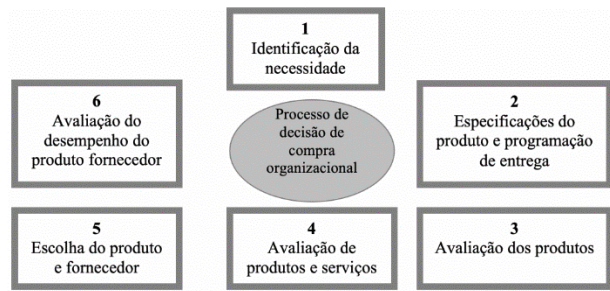 1
Identificação da
necessidade
6
Avaliação do
desempenho do
produto fornecedor
Processo de
decisão de
compra
organizacional
2
Especificações do
produto e programação
de entrega
5
Escolha do produto
e fornecedor
4
Avaliação de
produtos e serviços
3
Avaliação dos produtos